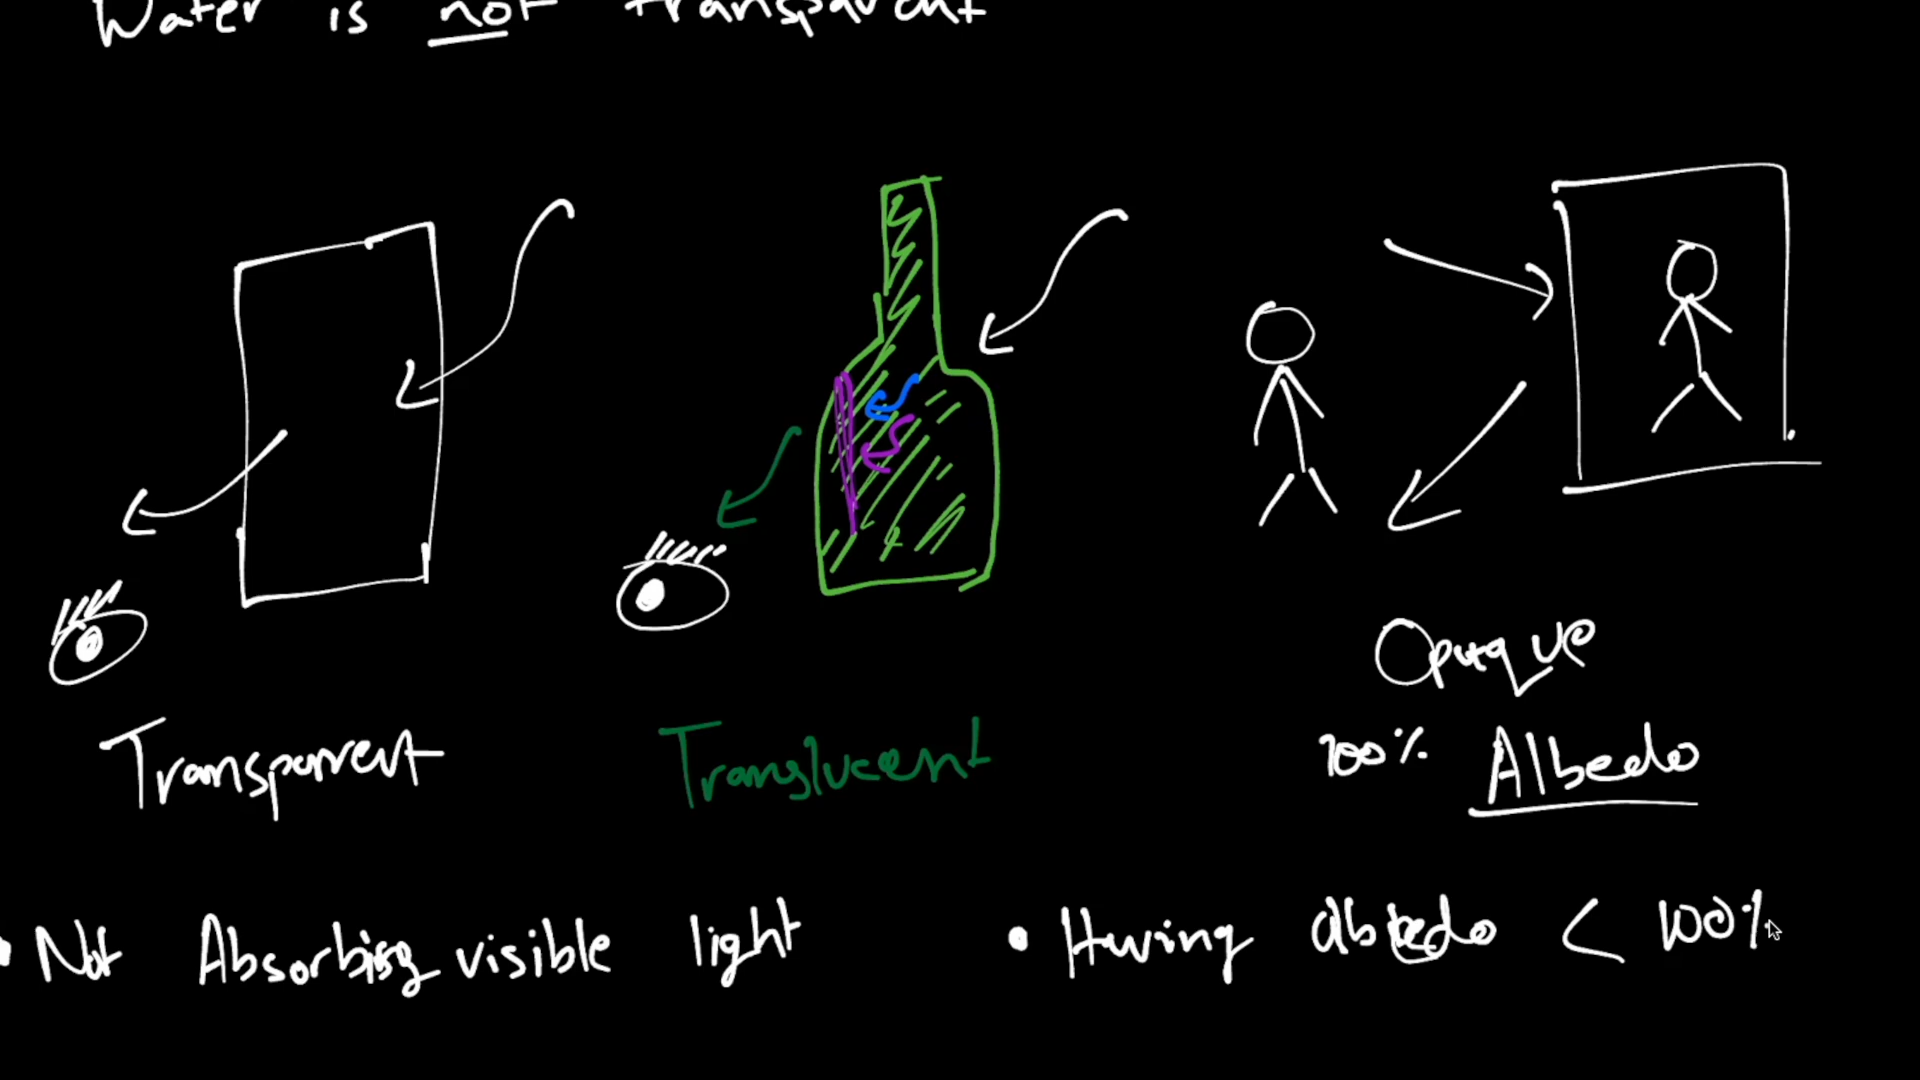 Water is not transparent
Transparent
Translucent
Opaque
100% Albedo
• Not Absorbing visible light
• Having albedo < 100%